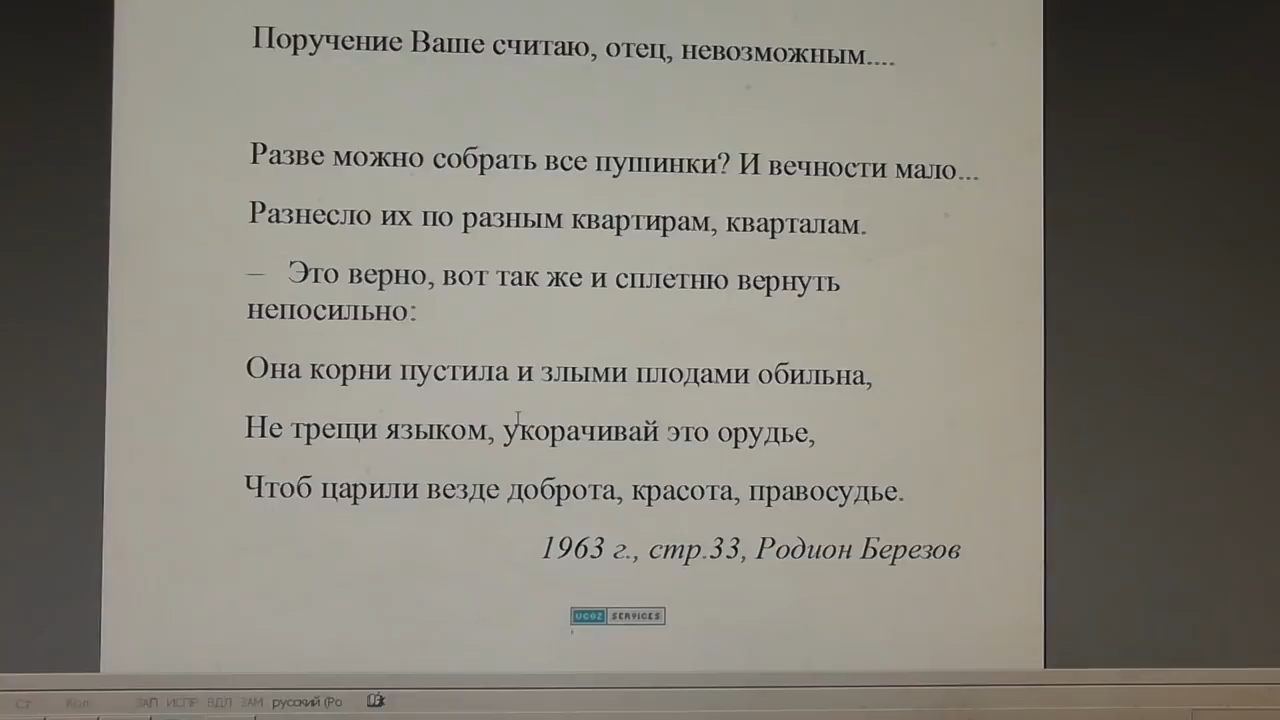 Поручение Ваше считаю, отец, невозможным....
Разве можно собрать все пушинки? И вечности мало...
Разнесло их по разным квартирам, кварталам.
– Это верно, вот так же и сплетню вернуть
непосильно:
Она корни пустила и злыми плодами обильна,
Не трещи языком, укорачивай это орудье,
Чтоб царили везде доброта, красота, правосудье.
1963 г., стр.33, Родион Березов
UCOZ SERVICES
Ст Кол ЗАП ИСПР ВДЛ ЗАМ русский (Ро